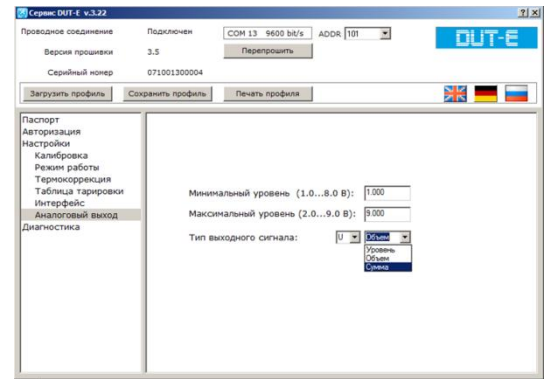 Сервис DUT-E v.3.22
Проводное соединение Подключен COM 13 9600 bit/s ADDR 101
DUT-E
Версия прошивки 3.5 Перепрошить
Серийный номер 071001300004
Загрузить профиль Сохранить профиль Печать профиля
Паспорт
Авторизация
Настройки
Калибровка
Режим работы
Термокоррекция
Таблица тарировки
Интерфейс
Аналоговый выход
Диагностика
Минимальный уровень (1.0...8.0 В): 1.000
Максимальный уровень (2.0...9.0 В): 9.000
Тип выходного сигнала: U Объем
Уровень
Объем
Сумма